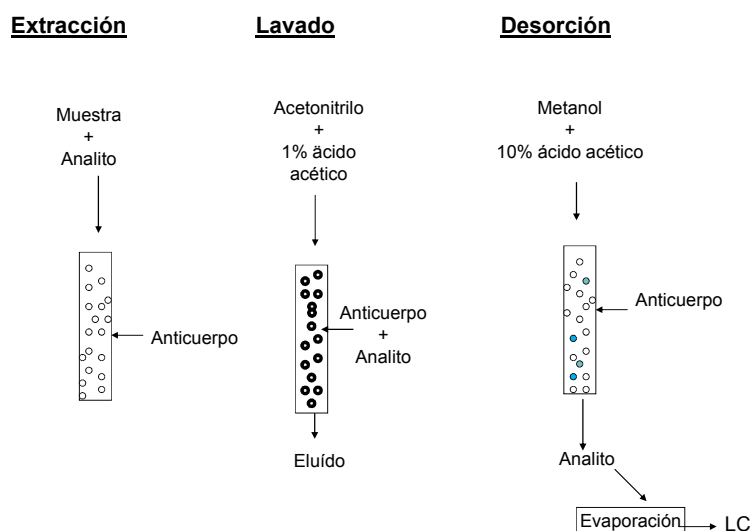 Extracción
Muestra
+
Analito
Anticuerpo
Lavado
Acetonitrilo
+
1% äcido
acético
Anticuerpo
+
Analito
Eluído
Desorción
Metanol
+
10% ácido acético
Anticuerpo
Analito
Evaporación
LC